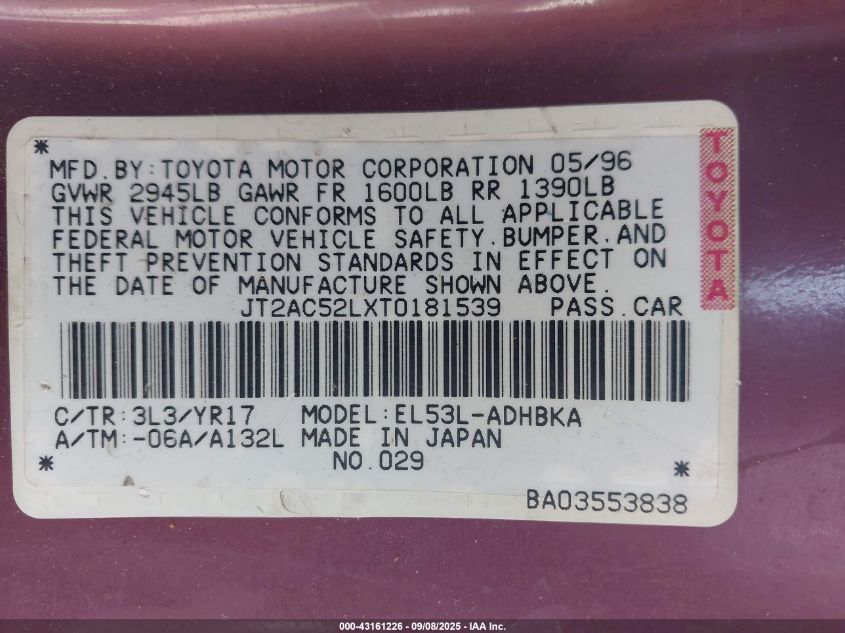 MFD.BY:TOYOTA MOTOR CORPORATION 05/96
GVWR 2945LB GAWR FR 1600LB RR 1390LB
THIS VEHICLE CONFORMS TO ALL APPLICABLE
FEDERAL MOTOR VEHICLE SAFETY.BUMPER.AND
THEFT PREVENTION STANDARDS IN EFFECT ON
THE DATE OF MANUFACTURE SHOWN ABOVE.
JT2AC52LXT0181539 PASS.CAR
C/TR:3L3/YR17 MODEL:EL53L-ADHBKA
A/TM:-06A/A132L MADE IN JAPAN
NO.029
BA03553838
TOYOTA
000-43161226 - 09/08/2025 - IAA Inc.